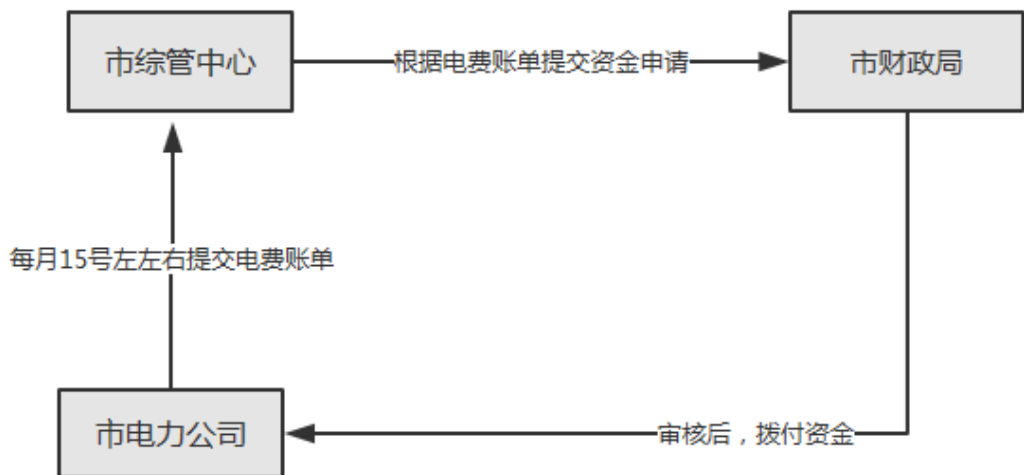 市综管中心
根据电费账单提交资金申请
市财政局
每月15号左左右提交电费账单
市电力公司
审核后，拨付资金